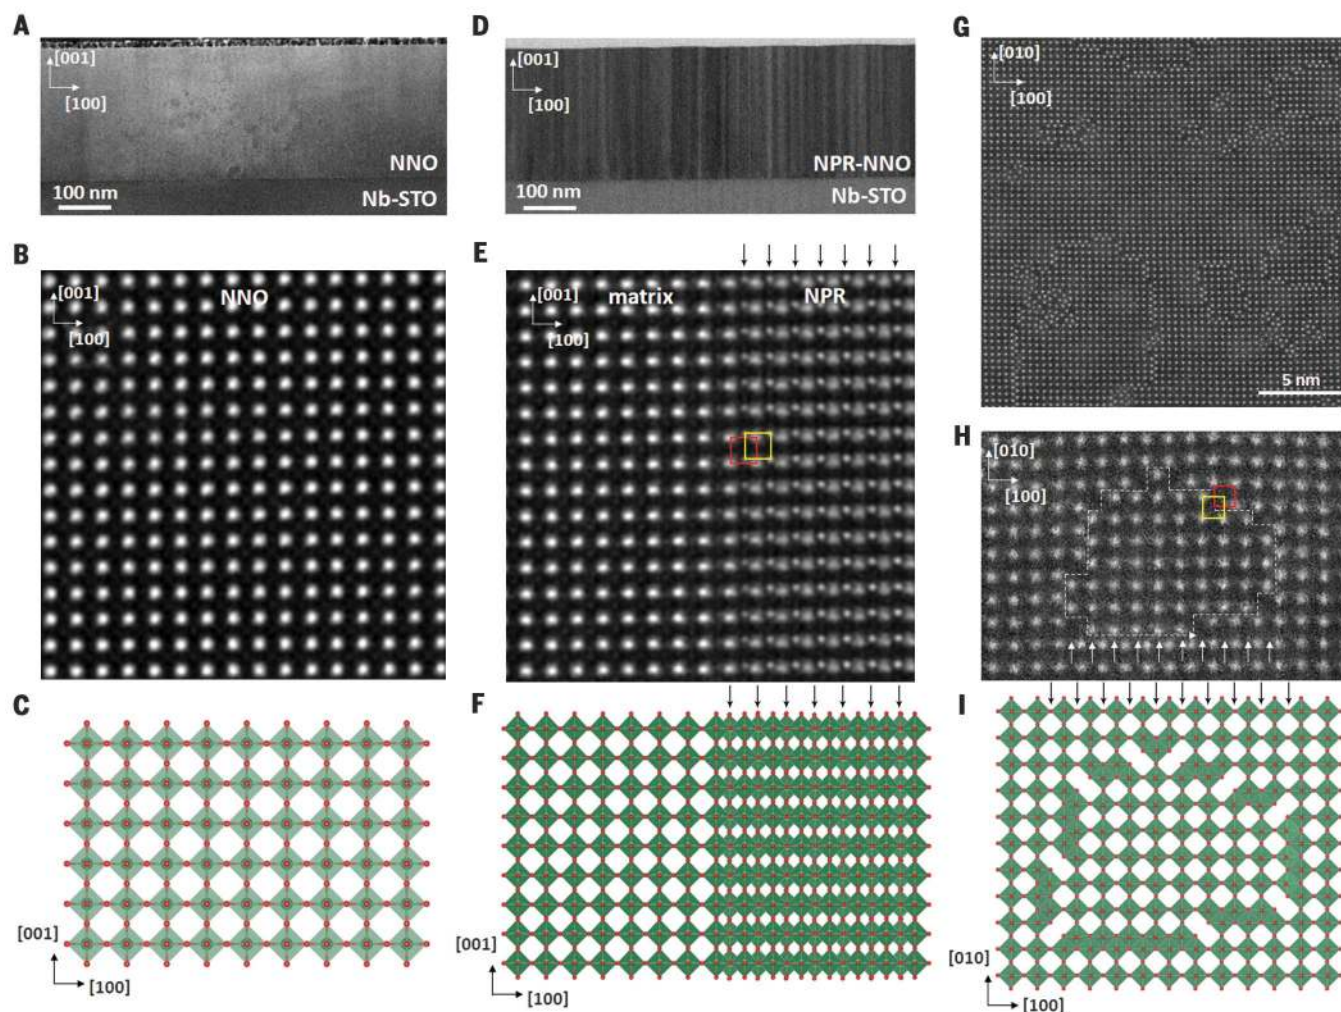 A
[001]
[100]
NNO
Nb-STO
100 nm
B
[001]
[100]
NNO
C
[001]
[100]
D
[001]
[100]
NPR-NNO
Nb-STO
100 nm
E
[001]
[100]
matrix
NPR
F
[001]
[100]
G
[010]
[100]
5 nm
H
[010]
[100]
I
[010]
[100]